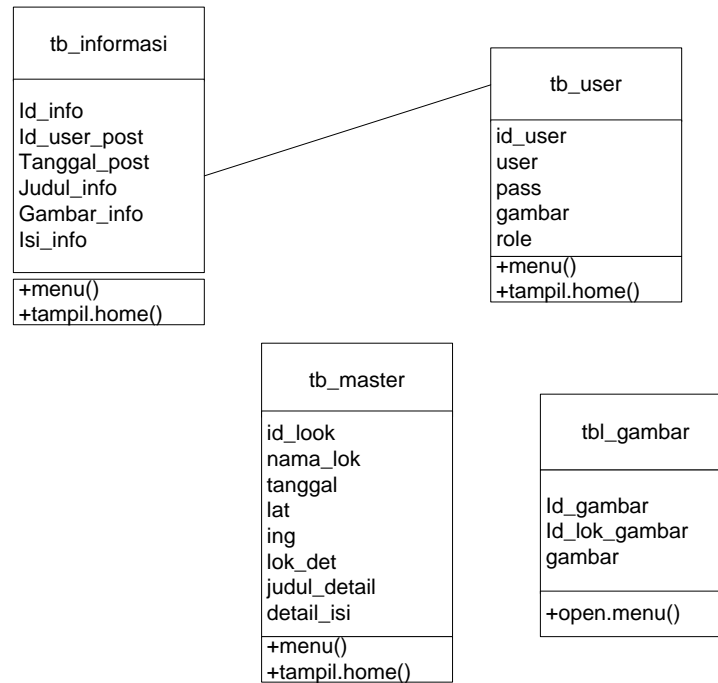 tb_informasi
Id_info
Id_user_post
Tanggal_post
Judul_info
Gambar_info
Isi_info
+menu()
+tampil.home()
tb_user
id_user
user
pass
gambar
role
+menu()
+tampil.home()
tb_master
id_look
nama_lok
tanggal
lat
ing
lok_det
judul_detail
detail_isi
+menu()
+tampil.home()
tbl_gambar
Id_gambar
Id_lok_gambar
gambar
+open.menu()